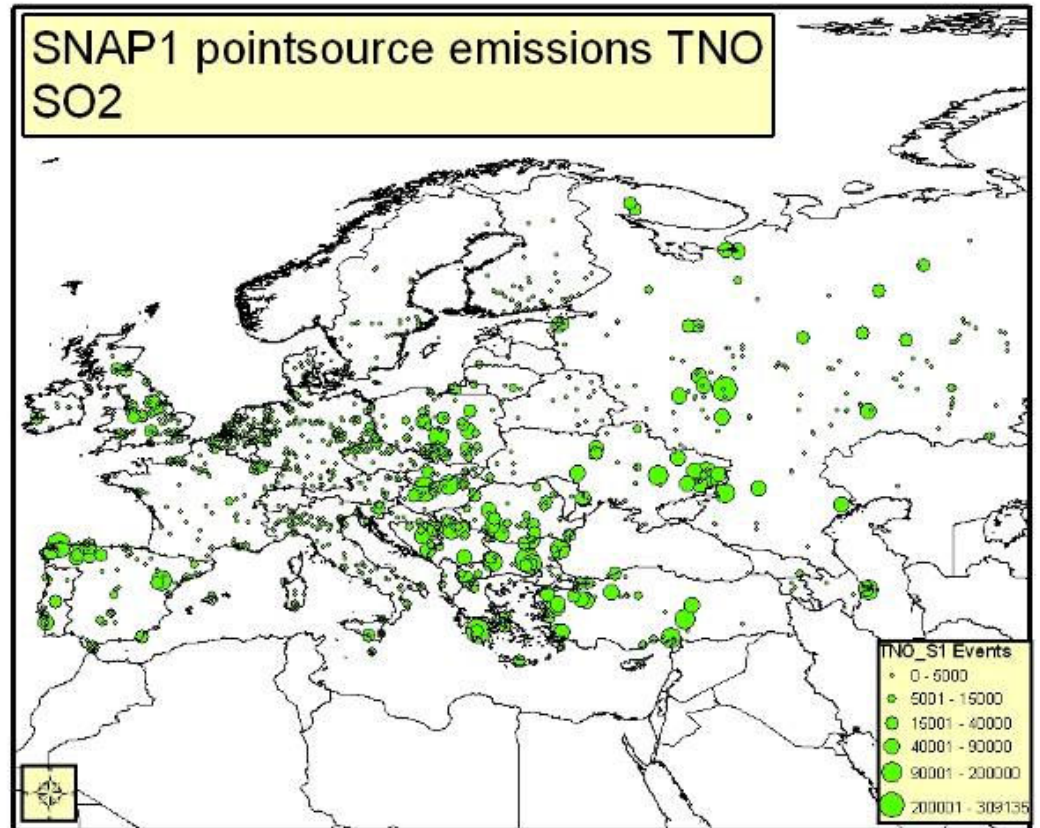 SNAP1 pointsource emissions TNO
SO2
TNO_S1 Events
0 - 5000
5001 - 15000
15001 - 40000
40001 - 90000
90001 - 200000
200001 - 309135